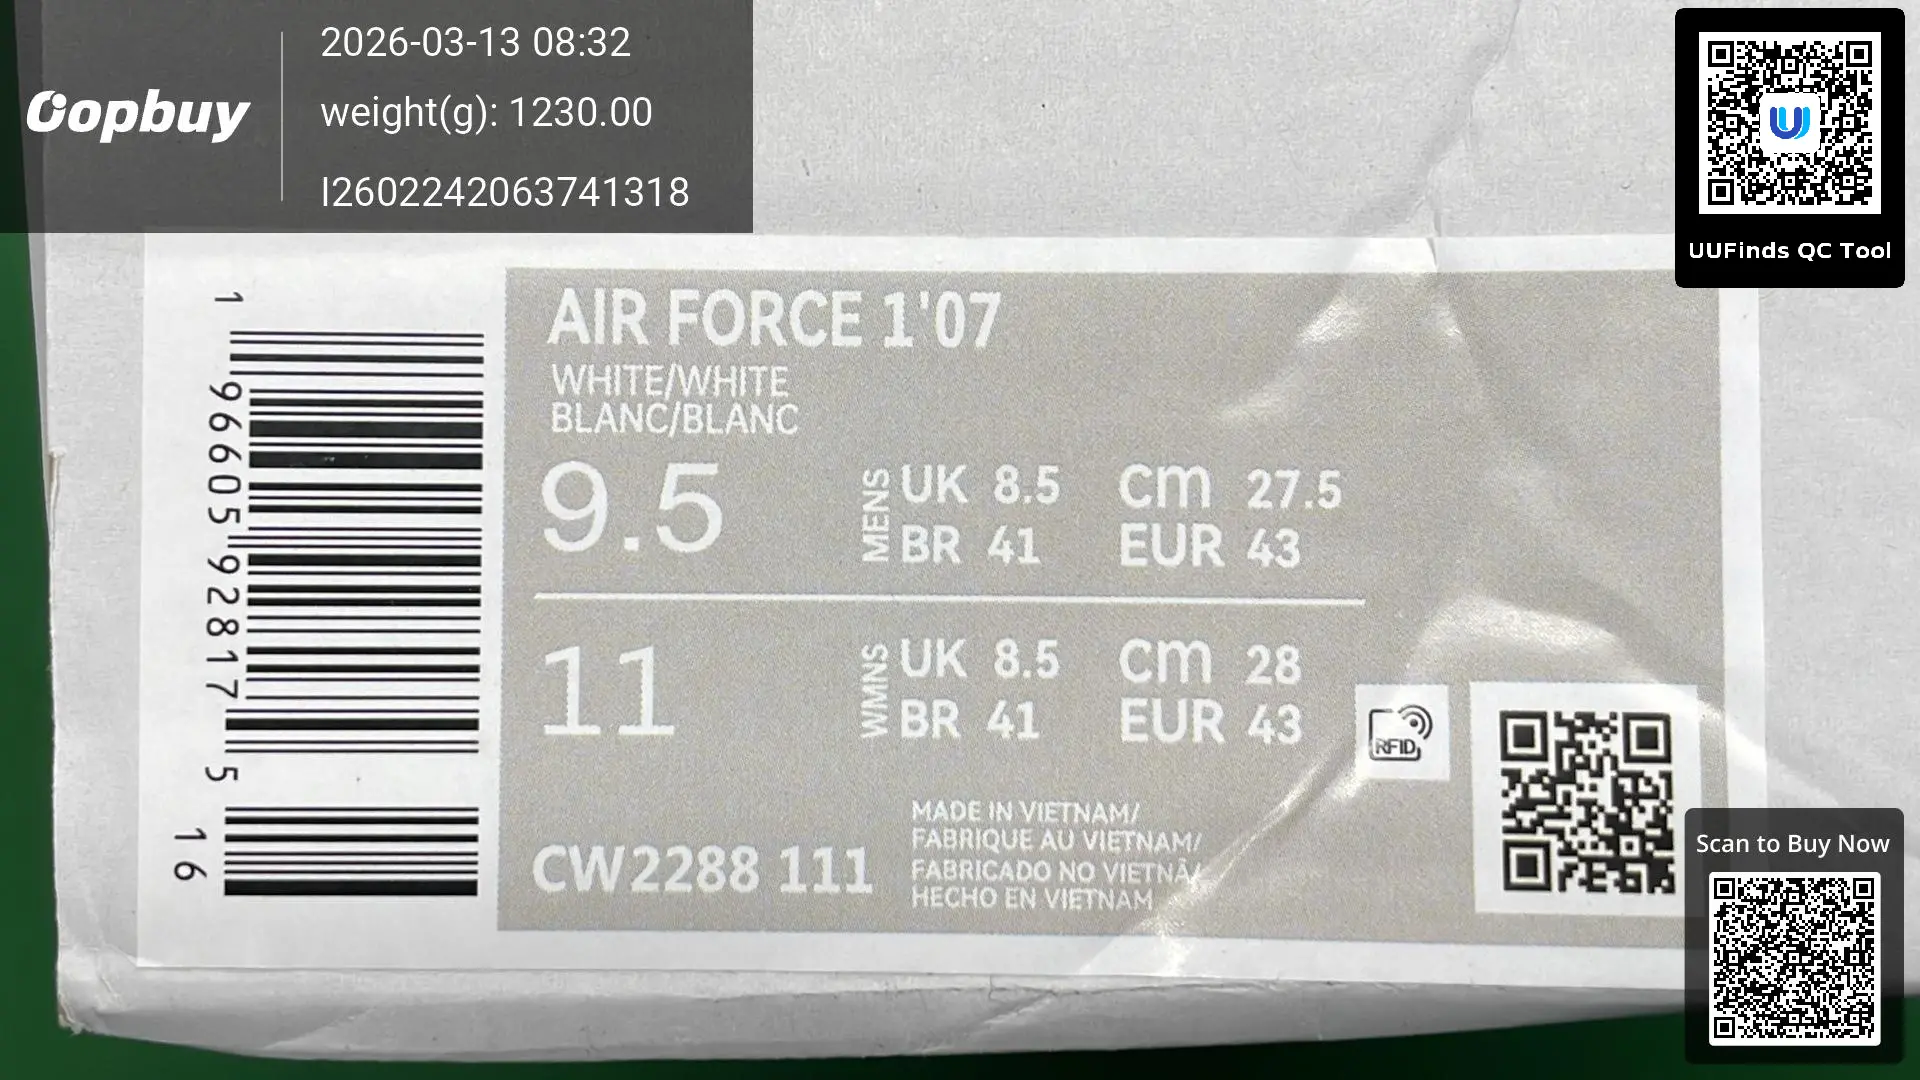 Oopbuy
2026-03-13 08:32
weight(g): 1230.00
I2602242063741318
UUFinds QC Tool
1 96605 92817 5
16
AIR FORCE 1'07
WHITE/WHITE
BLANC/BLANC
9.5 MENS UK 8.5 cm 27.5
BR 41 EUR 43
11 WMNS UK 8.5 cm 28
BR 41 EUR 43
RFID
CW2288 111
MADE IN VIETNAM/
FABRIQUE AU VIETNAM/
FABRICADO NO VIETNÃ/
HECHO EN VIETNAM
Scan to Buy Now